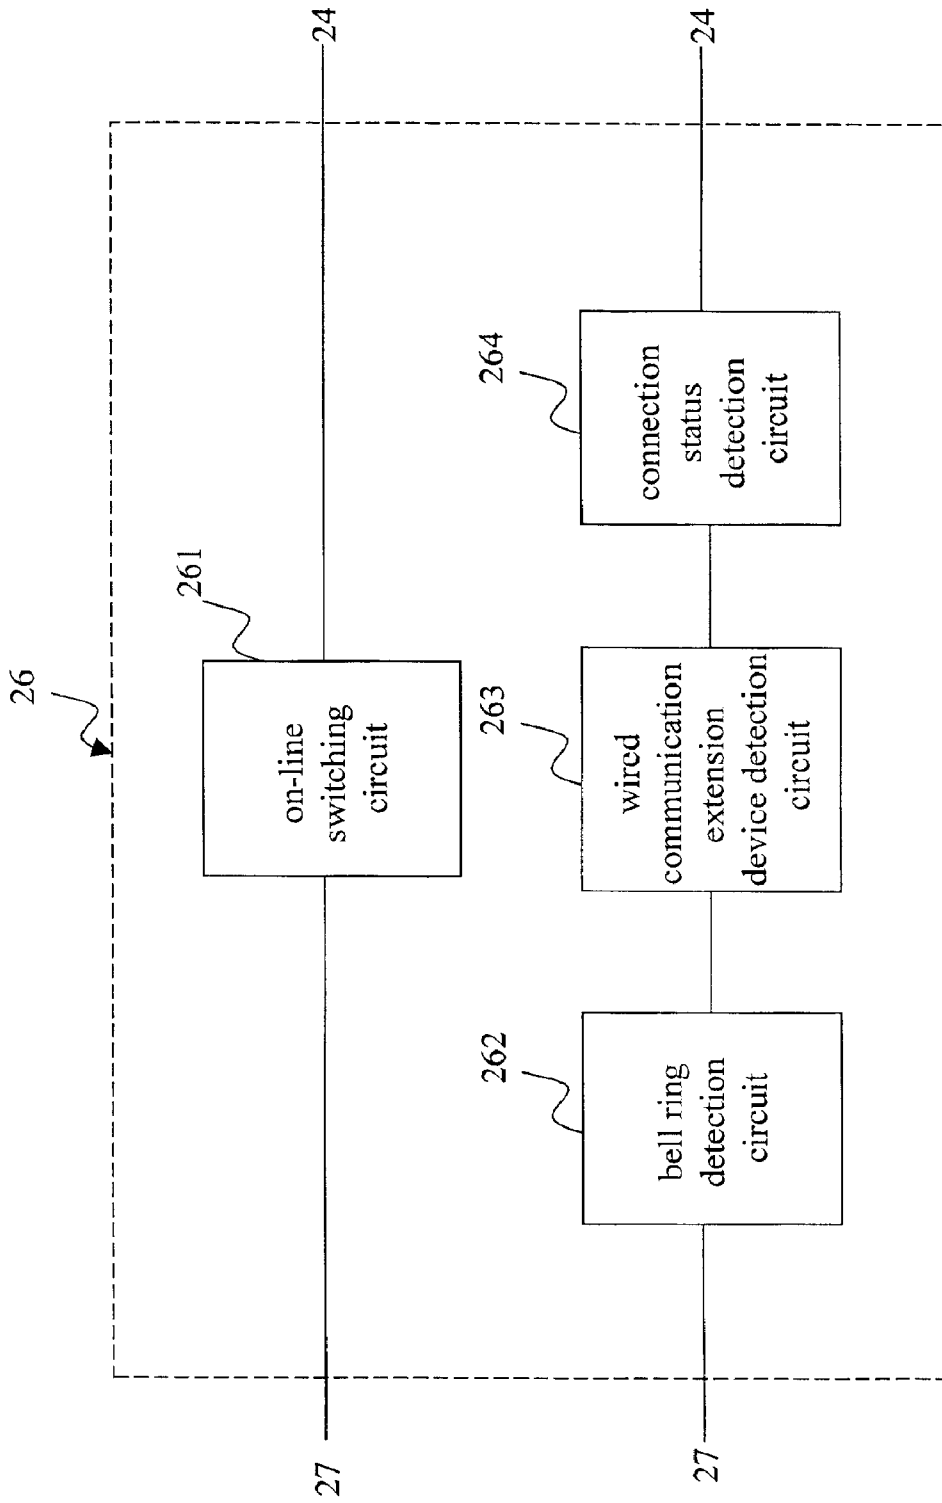 26
27
261
on-line
switching
circuit
24
27
262
bell ring
detection
circuit
263
wired
communication
extension
device detection
circuit
264
connection
status
detection
circuit
24